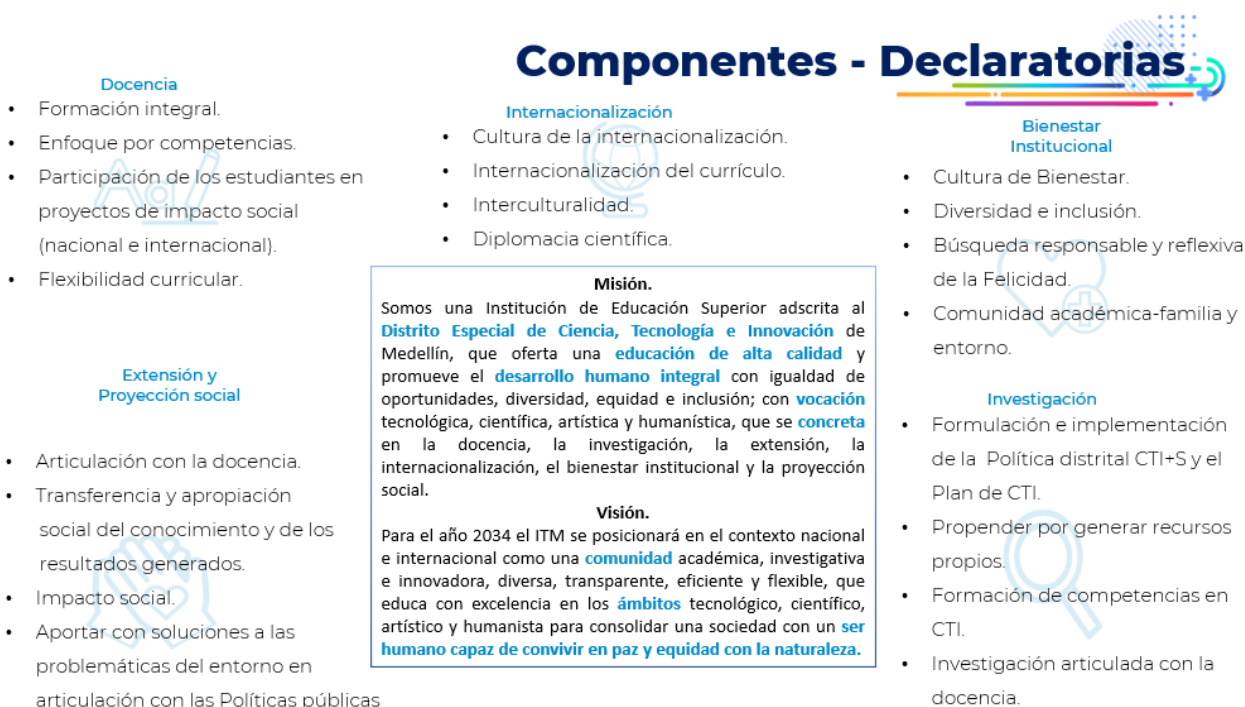 Componentes - Declaratorias
Docencia
• Formación integral.
• Enfoque por competencias.
• Participación de los estudiantes en
proyectos de impacto social
(nacional e internacional).
• Flexibilidad curricular.
Internacionalización
• Cultura de la internacionalización.
• Internacionalización del currículo.
• Interculturalidad.
• Diplomacia científica.
Bienestar
Institucional
• Cultura de Bienestar.
• Diversidad e inclusión.
• Búsqueda responsable y reflexiva
de la Felicidad.
• Comunidad académica-familia y
entorno.
Misión.
Somos una Institución de Educación Superior adscrita al
Distrito Especial de Ciencia, Tecnología e Innovación de
Medellín, que oferta una educación de alta calidad y
promueve el desarrollo humano integral con igualdad de
oportunidades, diversidad, equidad e inclusión; con vocación
tecnológica, científica, artística y humanística, que se concreta
en la docencia, la investigación, la extensión, la
internacionalización, el bienestar institucional y la proyección
social.
Visión.
Para el año 2034 el ITM se posicionará en el contexto nacional
e internacional como una comunidad académica, investigativa
e innovadora, diversa, transparente, eficiente y flexible, que
educa con excelencia en los ámbitos tecnológico, científico,
artístico y humanista para consolidar una sociedad con un ser
humano capaz de convivir en paz y equidad con la naturaleza.
Extensión y
Proyección social
• Articulación con la docencia.
• Transferencia y apropiación
social del conocimiento y de los
resultados generados.
• Impacto social.
• Aportar con soluciones a las
problemáticas del entorno en
articulación con las Políticas públicas
Investigación
• Formulación e implementación
de la Política distrital CTI+S y el
Plan de CTI.
• Propender por generar recursos
propios.
• Formación de competencias en
CTI.
• Investigación articulada con la
docencia.